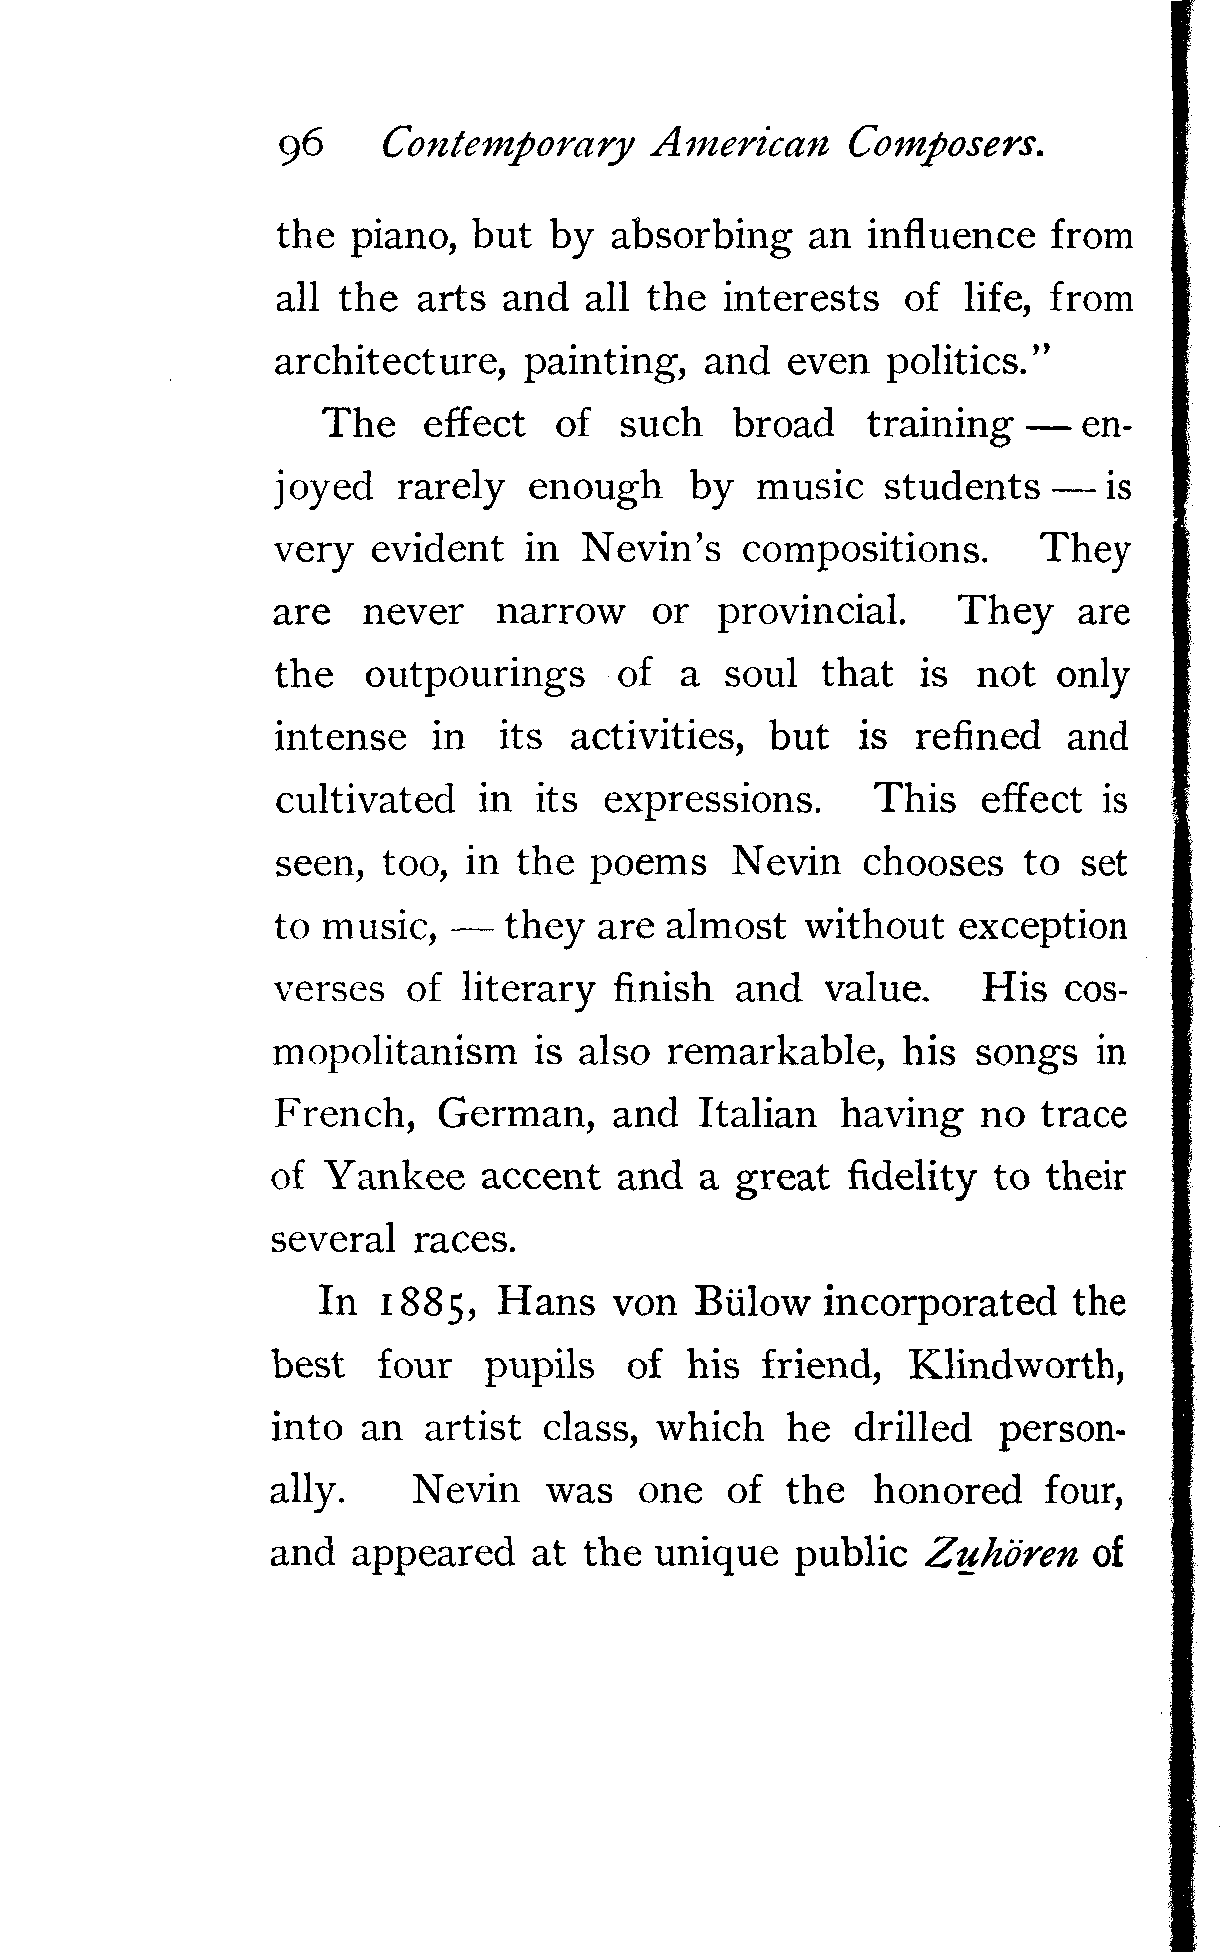 96 Contemporary American Composers.
the piano, but by absorbing an influence from
all the arts and all the interests of life, from
architecture, painting, and even politics."
The effect of such broad training — en-
joyed rarely enough by music students — is
very evident in Nevin's compositions. They
are never narrow or provincial. They are
the outpourings of a soul that is not only
intense in its activities, but is refined and
cultivated in its expressions. This effect is
seen, too, in the poems Nevin chooses to set
to music, — they are almost without exception
verses of literary finish and value. His cos-
mopolitanism is also remarkable, his songs in
French, German, and Italian having no trace
of Yankee accent and a great fidelity to their
several races.
In 1885, Hans von Bülow incorporated the
best four pupils of his friend, Klindworth,
into an artist class, which he drilled person-
ally. Nevin was one of the honored four,
and appeared at the unique public Zuhören of